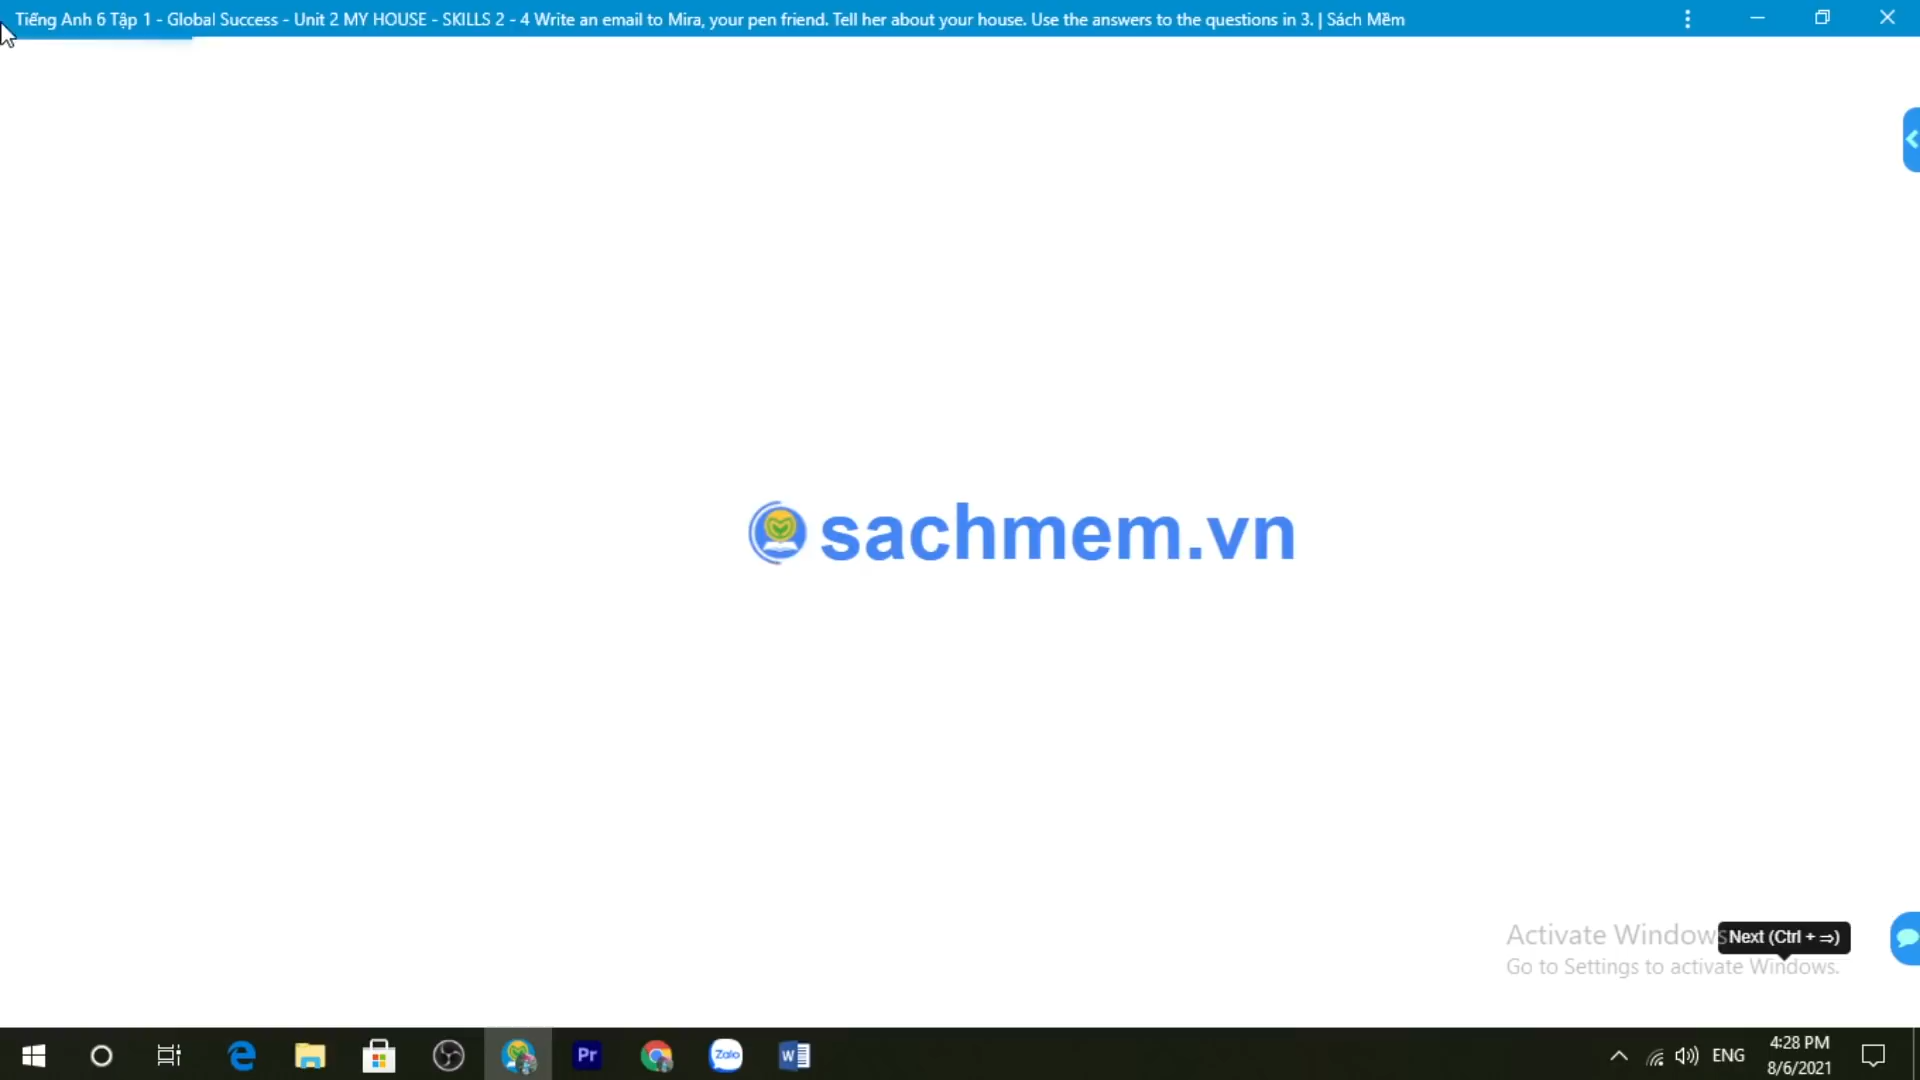 Tiếng Anh 6 Tập 1 - Global Success - Unit 2 MY HOUSE - SKILLS 2 - 4 Write an email to Mira, your pen friend. Tell her about your house. Use the answers to the questions in 3. | Sách Mềm
sachmem.vn
Activate Windows
Next (Ctrl + ⇒)
Go to Settings to activate Windows.
Pr
Zalo
W
ENG
4:28 PM
8/6/2021